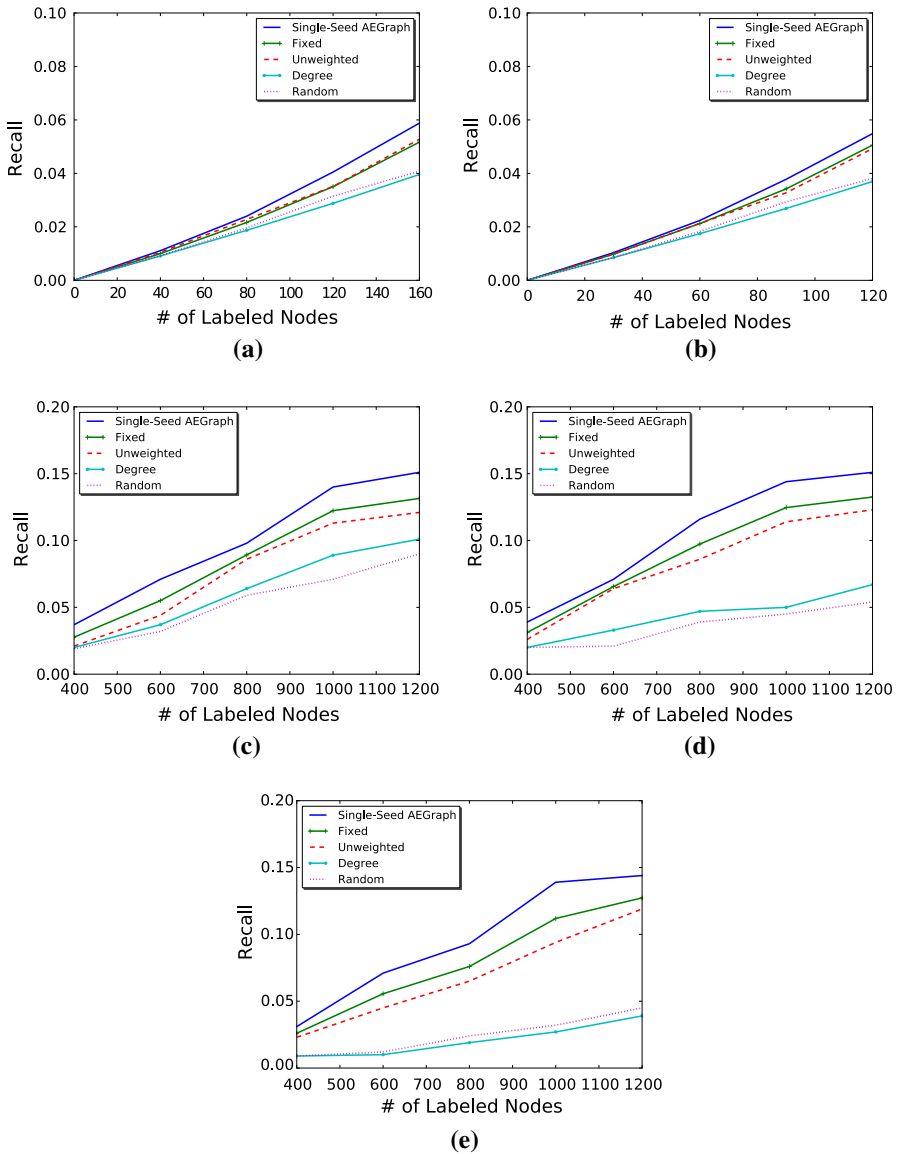 0.10
0.08
0.06
0.04
0.02
0.00
Recall
Single-Seed AEGraph
Fixed
Unweighted
Degree
Random
0 20 40 60 80 100 120 140 160
# of Labeled Nodes
(a)
0.10
0.08
0.06
0.04
0.02
0.00
Recall
Single-Seed AEGraph
Fixed
Unweighted
Degree
Random
0 20 40 60 80 100 120
# of Labeled Nodes
(b)
0.20
0.15
0.10
0.05
0.00
Recall
Single-Seed AEGraph
Fixed
Unweighted
Degree
Random
400 500 600 700 800 900 1000 1100 1200
# of Labeled Nodes
(c)
0.20
0.15
0.10
0.05
0.00
Recall
Single-Seed AEGraph
Fixed
Unweighted
Degree
Random
400 500 600 700 800 900 1000 1100 1200
# of Labeled Nodes
(d)
0.20
0.15
0.10
0.05
0.00
Recall
Single-Seed AEGraph
Fixed
Unweighted
Degree
Random
400 500 600 700 800 900 1000 1100 1200
# of Labeled Nodes
(e)